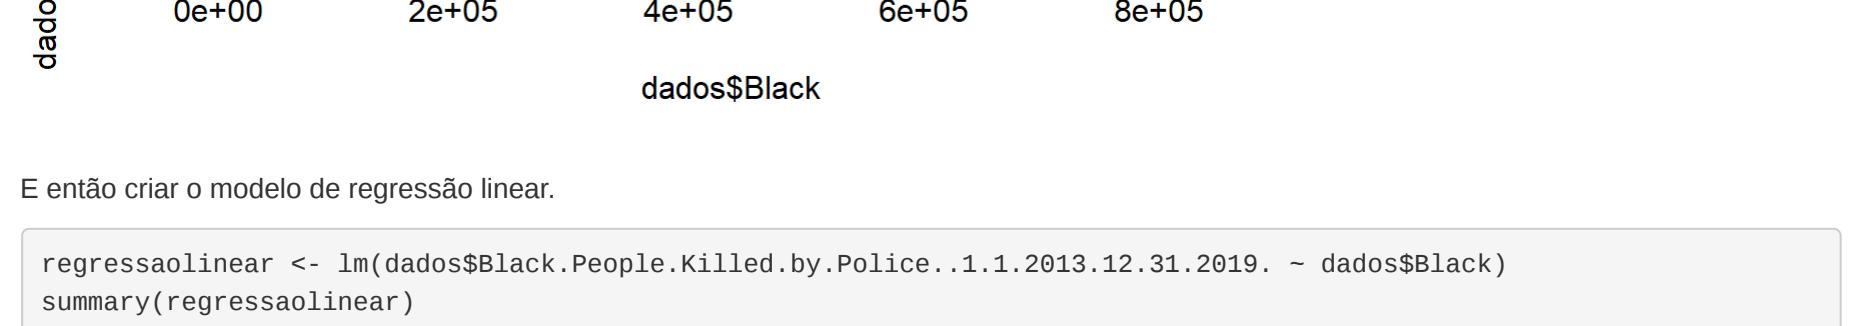 dado
0e+00 2e+05 4e+05 6e+05 8e+05
dados$Black
E então criar o modelo de regressão linear.
regressaolinear <- lm(dados$Black.People.Killed.by.Police..1.1.2013.12.31.2019. ~ dados$Black)
summary(regressaolinear)